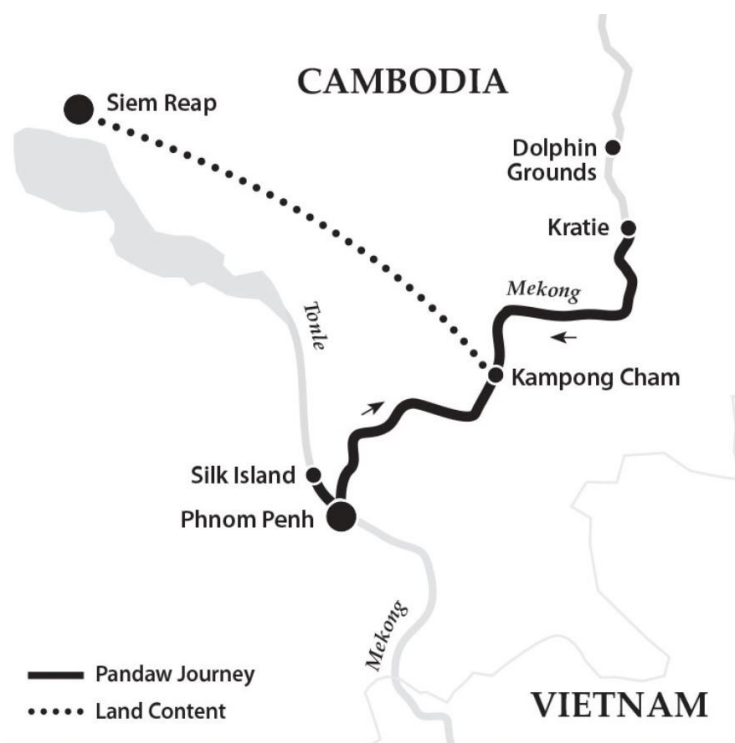 CAMBODIA
Siem Reap
Dolphin
Grounds
Kratie
Mekong
Tonle
Kampong Cham
Silk Island
Phnom Penh
Mekong
Pandaw Journey
Land Content
VIETNAM